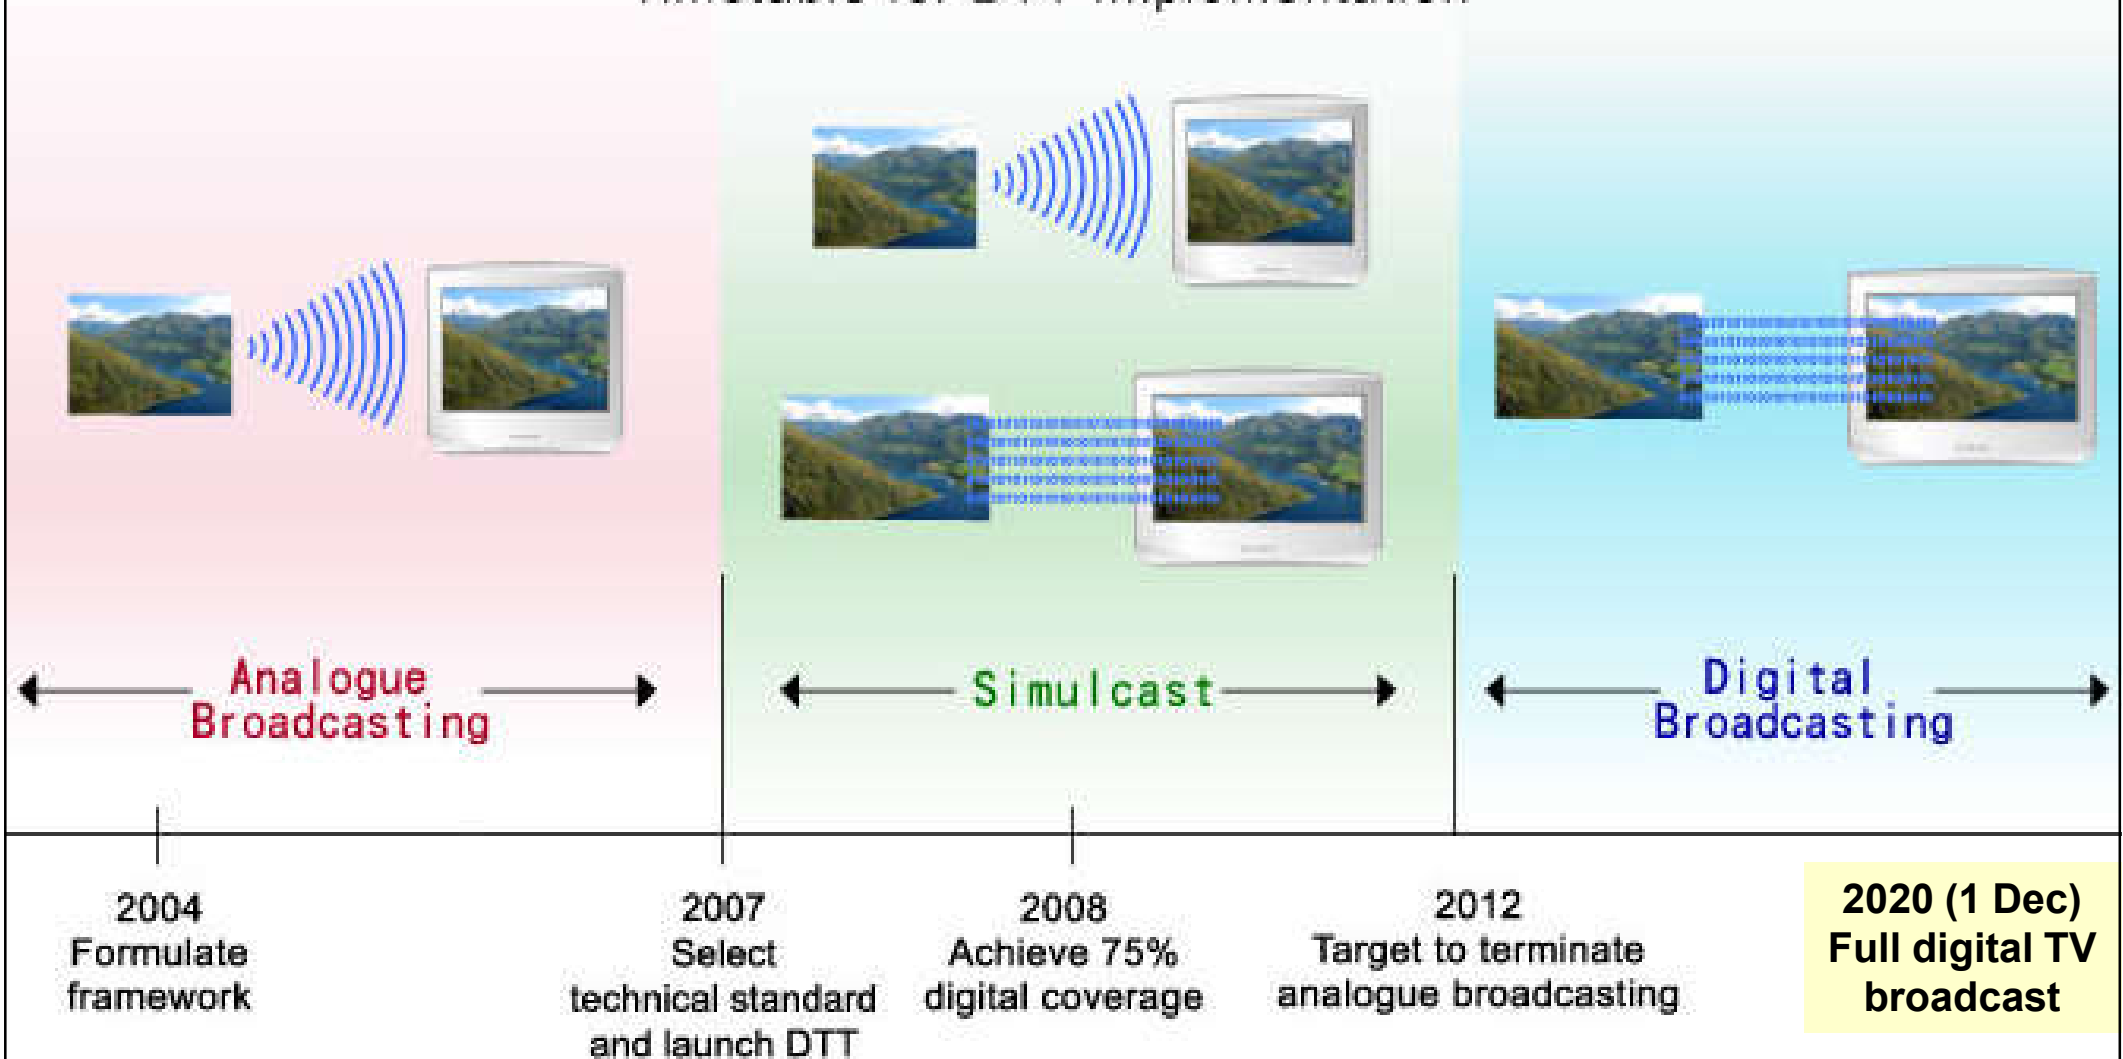 Analogue
Broadcasting
Simulcast
Digital
Broadcasting
2004
Formulate
framework
2007
Select
technical standard
and launch DTT
2008
Achieve 75%
digital coverage
2012
Target to terminate
analogue broadcasting
2020 (1 Dec)
Full digital TV
broadcast